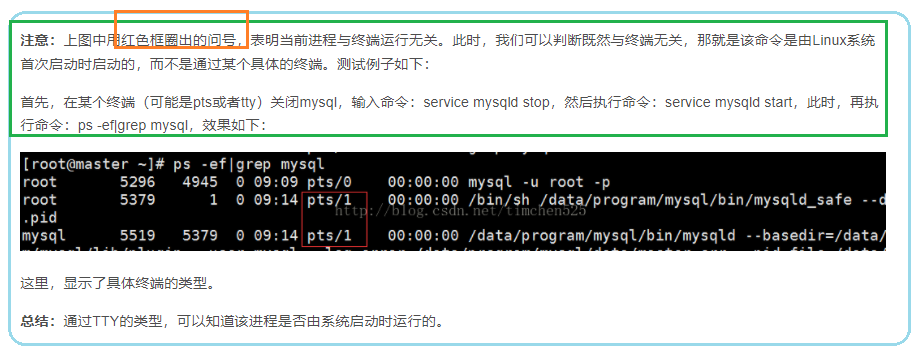 注意：上图中用红色框圈出的问号，表明当前进程与终端运行无关。此时，我们可以判断既然与终端无关，那就是该命令是由Linux系统
首次启动时启动的，而不是通过某个具体的终端。测试例子如下：
首先，在某个终端（可能是pts或者tty）关闭mysql，输入命令：service mysqld stop，然后执行命令：service mysqld start，此时，再执
行命令：ps -ef|grep mysql，效果如下：
[root@master ~]# ps -ef|grep mysql
root 5296 4945 0 09:09 pts/0 00:00:00 mysql -u root -p
root 5379 1 0 09:14 pts/1 00:00:00 /bin/sh /data/program/mysql/bin/mysqld_safe --d
http://blog.csdn.net/timchen525
.pid
mysql 5519 5379 0 09:14 pts/1 00:00:00 /data/program/mysql/bin/mysqld --basedir=/data/
这里，显示了具体终端的类型。
总结：通过TTY的类型，可以知道该进程是否由系统启动时运行的。